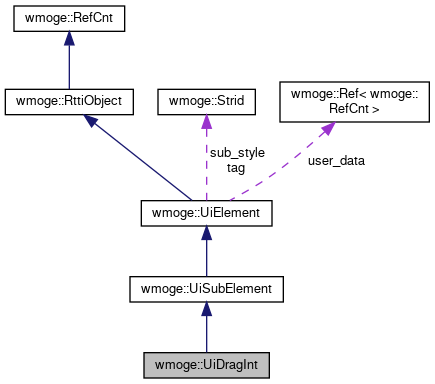 wmoge::RefCnt
wmoge::RttiObject
wmoge::Strid
wmoge::Ref< wmoge::
RefCnt >
sub_style
tag
user_data
wmoge::UiElement
wmoge::UiSubElement
wmoge::UiDragInt